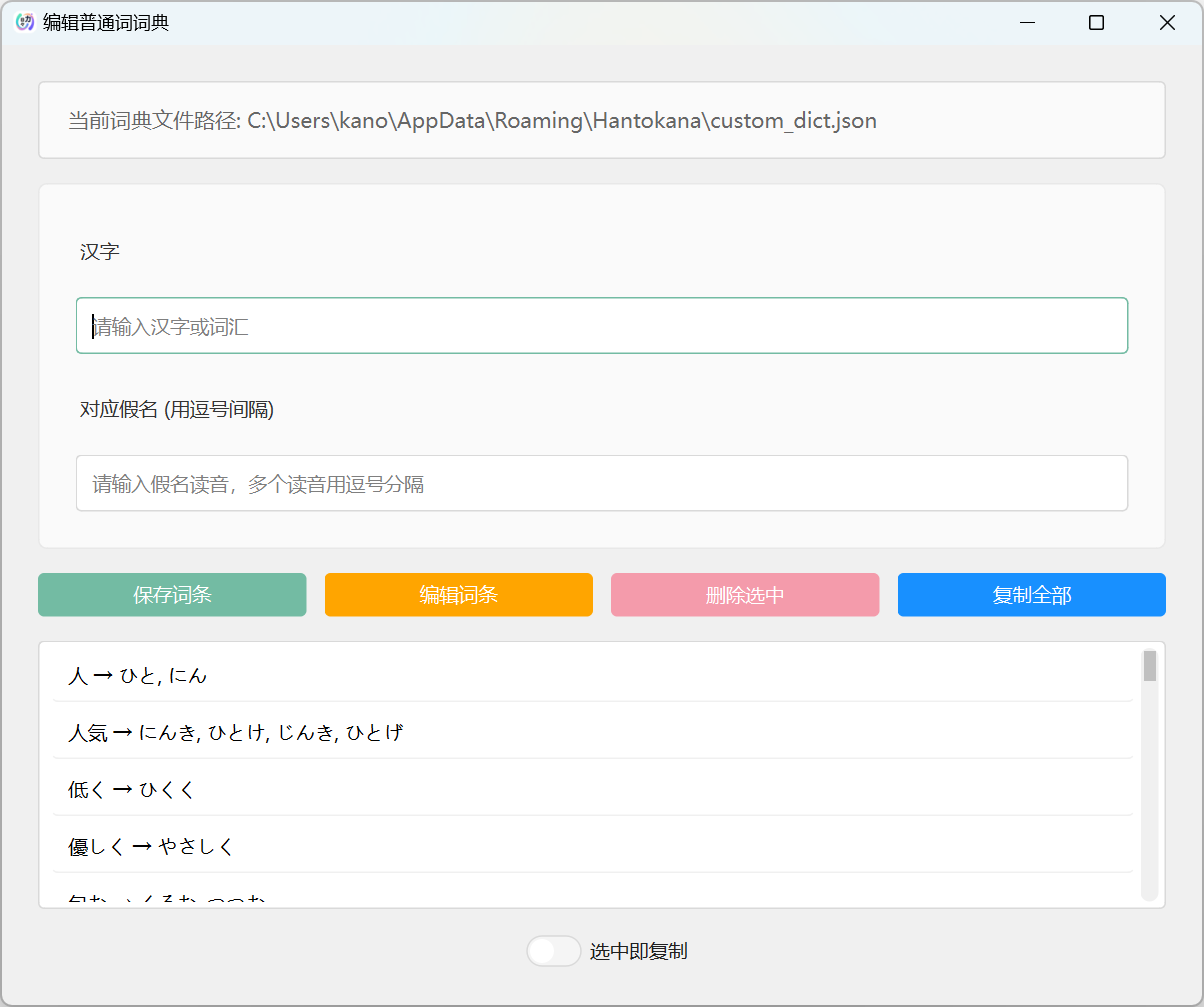 编辑普通词词典
当前词典文件路径: C:\Users\kano\AppData\Roaming\Hantokana\custom_dict.json
汉字
请输入汉字或词汇
对应假名 (用逗号间隔)
请输入假名读音，多个读音用逗号分隔
保存词条
编辑词条
删除选中
复制全部
人 → ひと, にん
人気 → にんき, ひとけ, じんき, ひとげ
低く → ひくく
優しく → やさしく
选中即复制